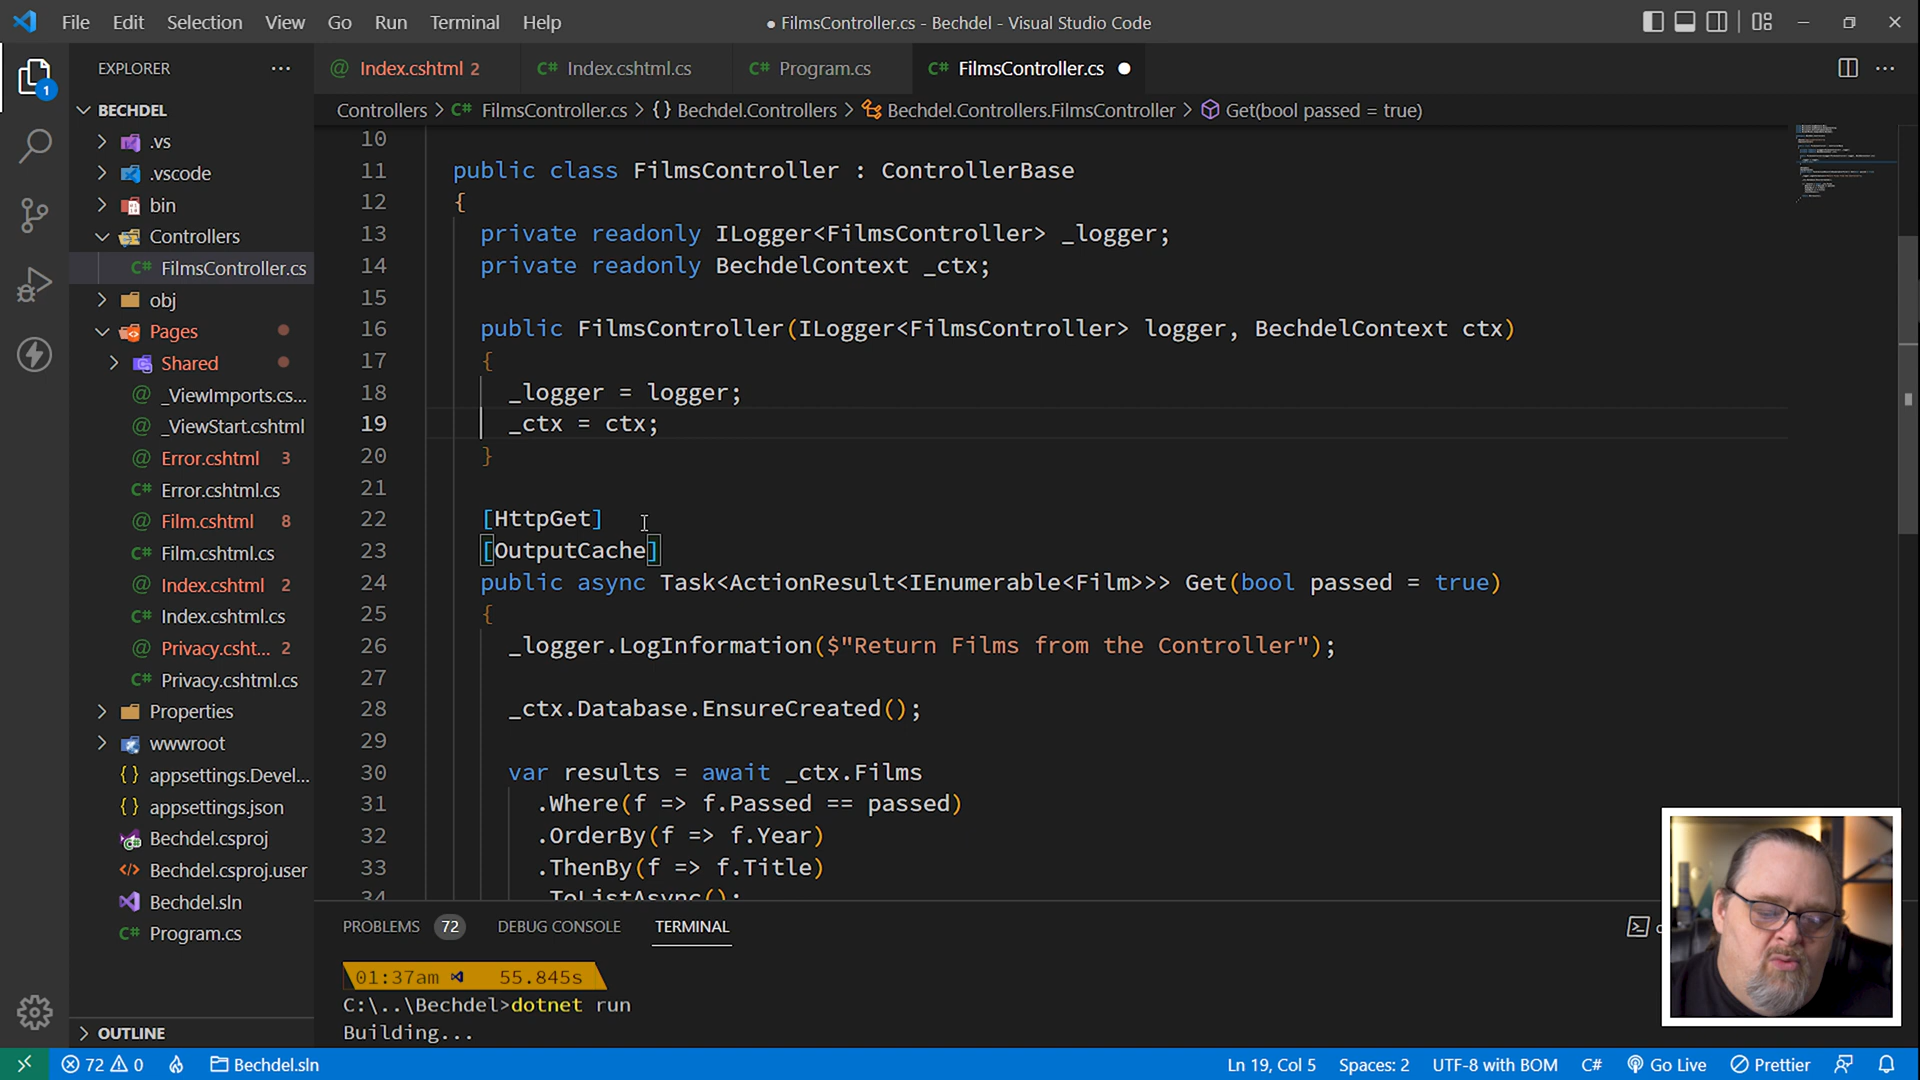 File Edit Selection View Go Run Terminal Help
● FilmsController.cs - Bechdel - Visual Studio Code
1
EXPLORER
BECHDEL
.vs
.vscode
bin
Controllers
C# FilmsController.cs
obj
Pages
Shared
@ _ViewImports.cs...
@ _ViewStart.cshtml
@ Error.cshtml 3
C# Error.cshtml.cs
@ Film.cshtml 8
C# Film.cshtml.cs
@ Index.cshtml 2
C# Index.cshtml.cs
@ Privacy.csht... 2
C# Privacy.cshtml.cs
Properties
wwwroot
{} appsettings.Devel...
{} appsettings.json
Bechdel.csproj
Bechdel.csproj.user
Bechdel.sln
C# Program.cs
OUTLINE
@ Index.cshtml 2
C# Index.cshtml.cs
C# Program.cs
C# FilmsController.cs
Controllers > C# FilmsController.cs > {} Bechdel.Controllers > Bechdel.Controllers.FilmsController > Get(bool passed = true)
10
11 public class FilmsController : ControllerBase
12 {
13 private readonly ILogger<FilmsController> _logger;
14 private readonly BechdelContext _ctx;
15
16 public FilmsController(ILogger<FilmsController> logger, BechdelContext ctx)
17 {
18 _logger = logger;
19 _ctx = ctx;
20 }
21
22 [HttpGet]
23 [OutputCache]
24 public async Task<ActionResult<IEnumerable<Film>>> Get(bool passed = true)
25 {
26 _logger.LogInformation($"Return Films from the Controller");
27
28 _ctx.Database.EnsureCreated();
29
30 var results = await _ctx.Films
31 .Where(f => f.Passed == passed)
32 .OrderBy(f => f.Year)
33 .ThenBy(f => f.Title)
34 .ToListAsync();
PROBLEMS 72 DEBUG CONSOLE TERMINAL
01:37am 55.845s
C:\..\Bechdel>dotnet run
Building...
72 0 Bechdel.sln
Ln 19, Col 5 Spaces: 2 UTF-8 with BOM C# Go Live Prettier